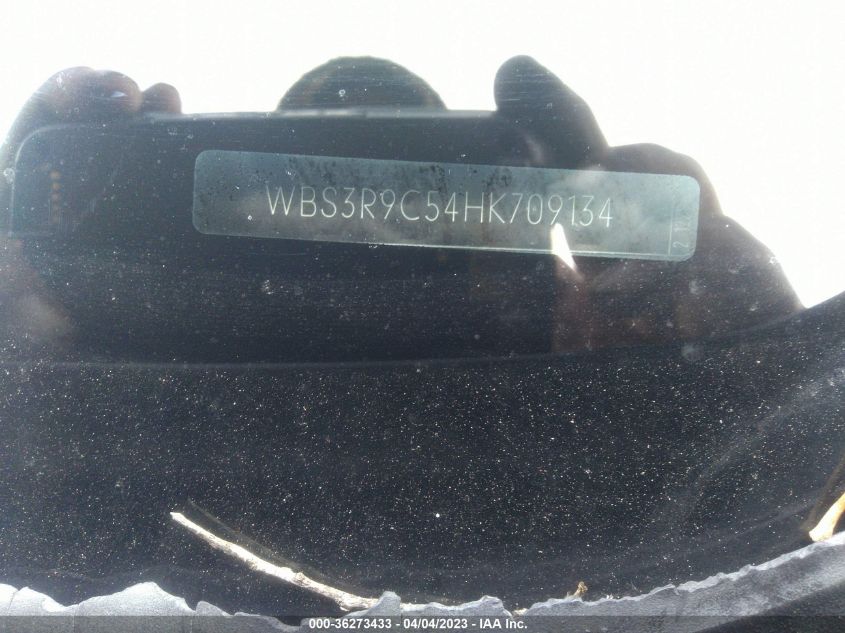 WBS3R9C54HK709134
000-36273433 - 04/04/2023 - IAA Inc.